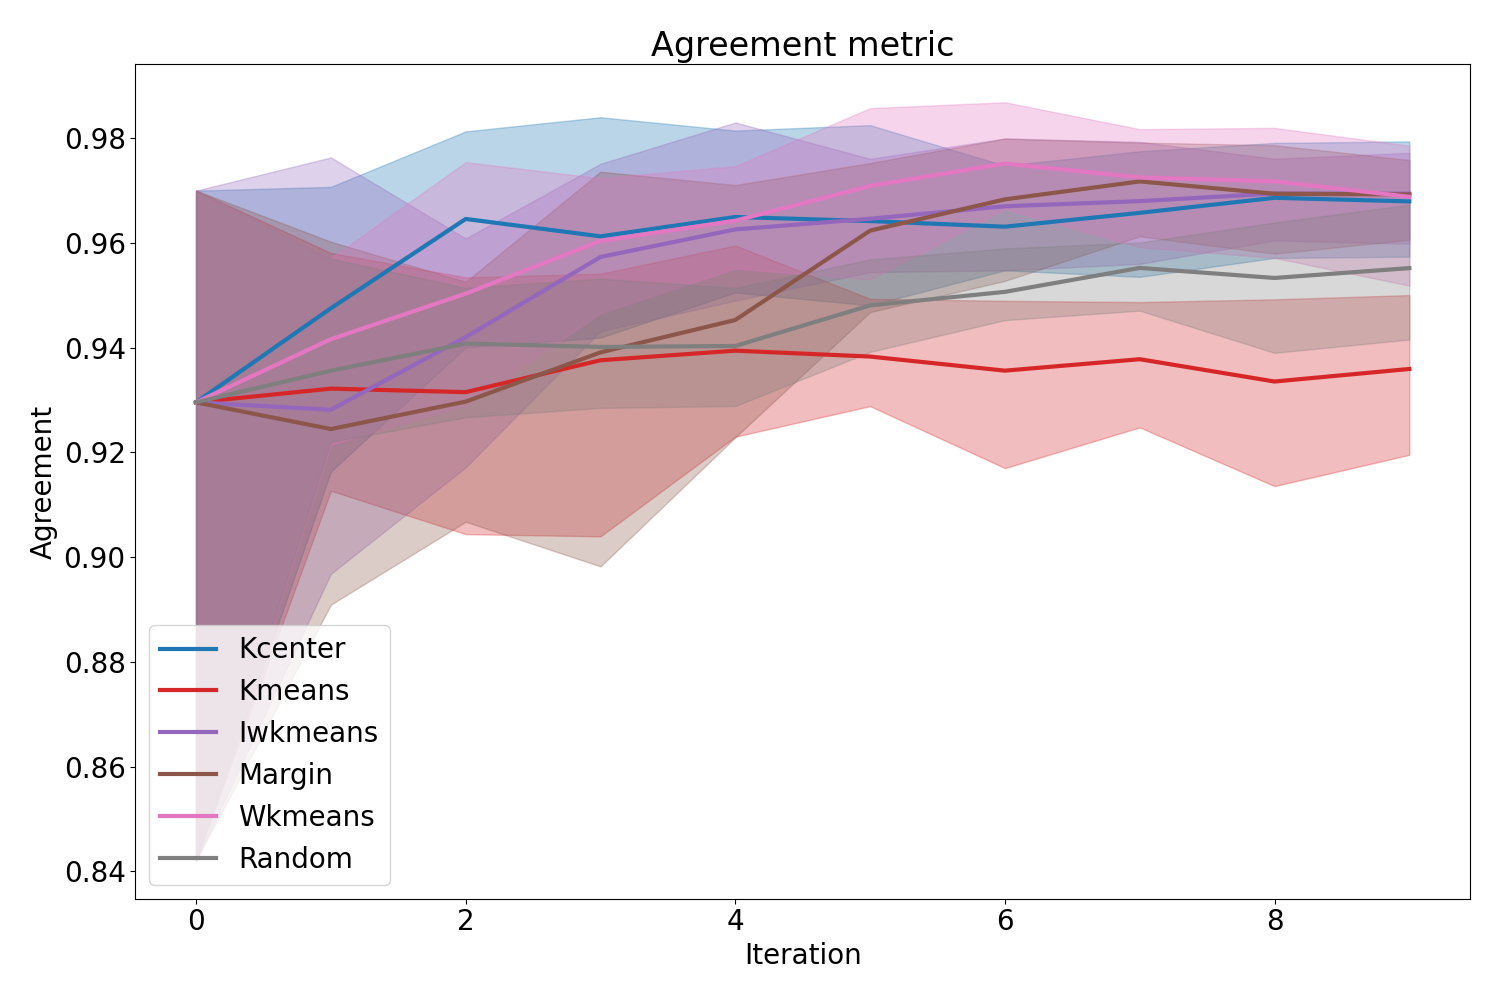 Agreement metric
0.98
0.96
0.94
0.92
0.90
0.88
0.86
0.84
Agreement
Kcenter
Kmeans
Iwkmeans
Margin
Wkmeans
Random
0 2 4 6 8
Iteration